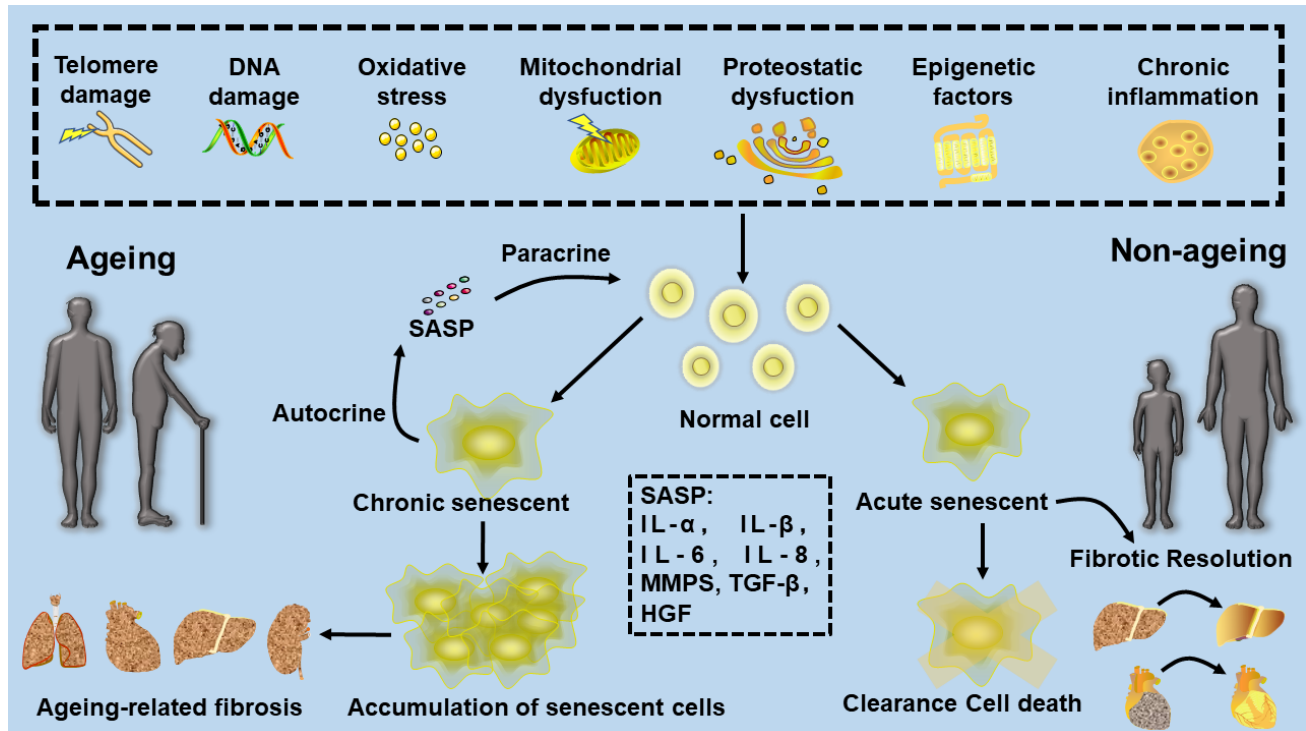 Telomere
damage
DNA
damage
Oxidative
stress
Mitochondrial
dysfuction
Proteostatic
dysfuction
Epigenetic
factors
Chronic
inflammation
Ageing
Non-ageing
Paracrine
SASP
Autocrine
Normal cell
Chronic senescent
SASP:
IL-α, IL-β,
IL-6, IL-8,
MMPS, TGF-β,
HGF
Acute senescent
Fibrotic Resolution
Ageing-related fibrosis
Accumulation of senescent cells
Clearance Cell death